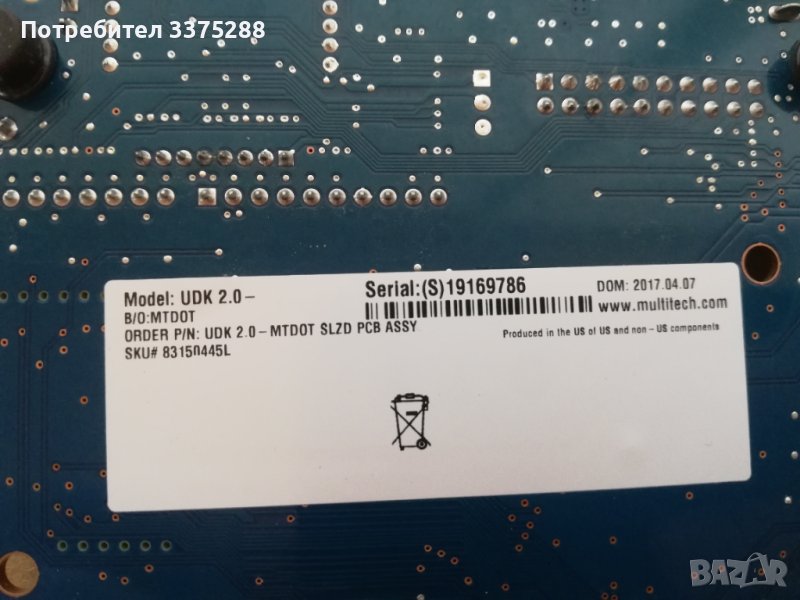 Потребител 3375288
Model: UDK 2.0-
Serial:(S)19169786
DOM: 2017.04.07
B/O:MTDOT
www.multitech.com
ORDER P/N: UDK 2.0-MTDOT SLZD PCB ASSY
Produced in the US of US and non - US components
SKU# 83150445L
BAZAR